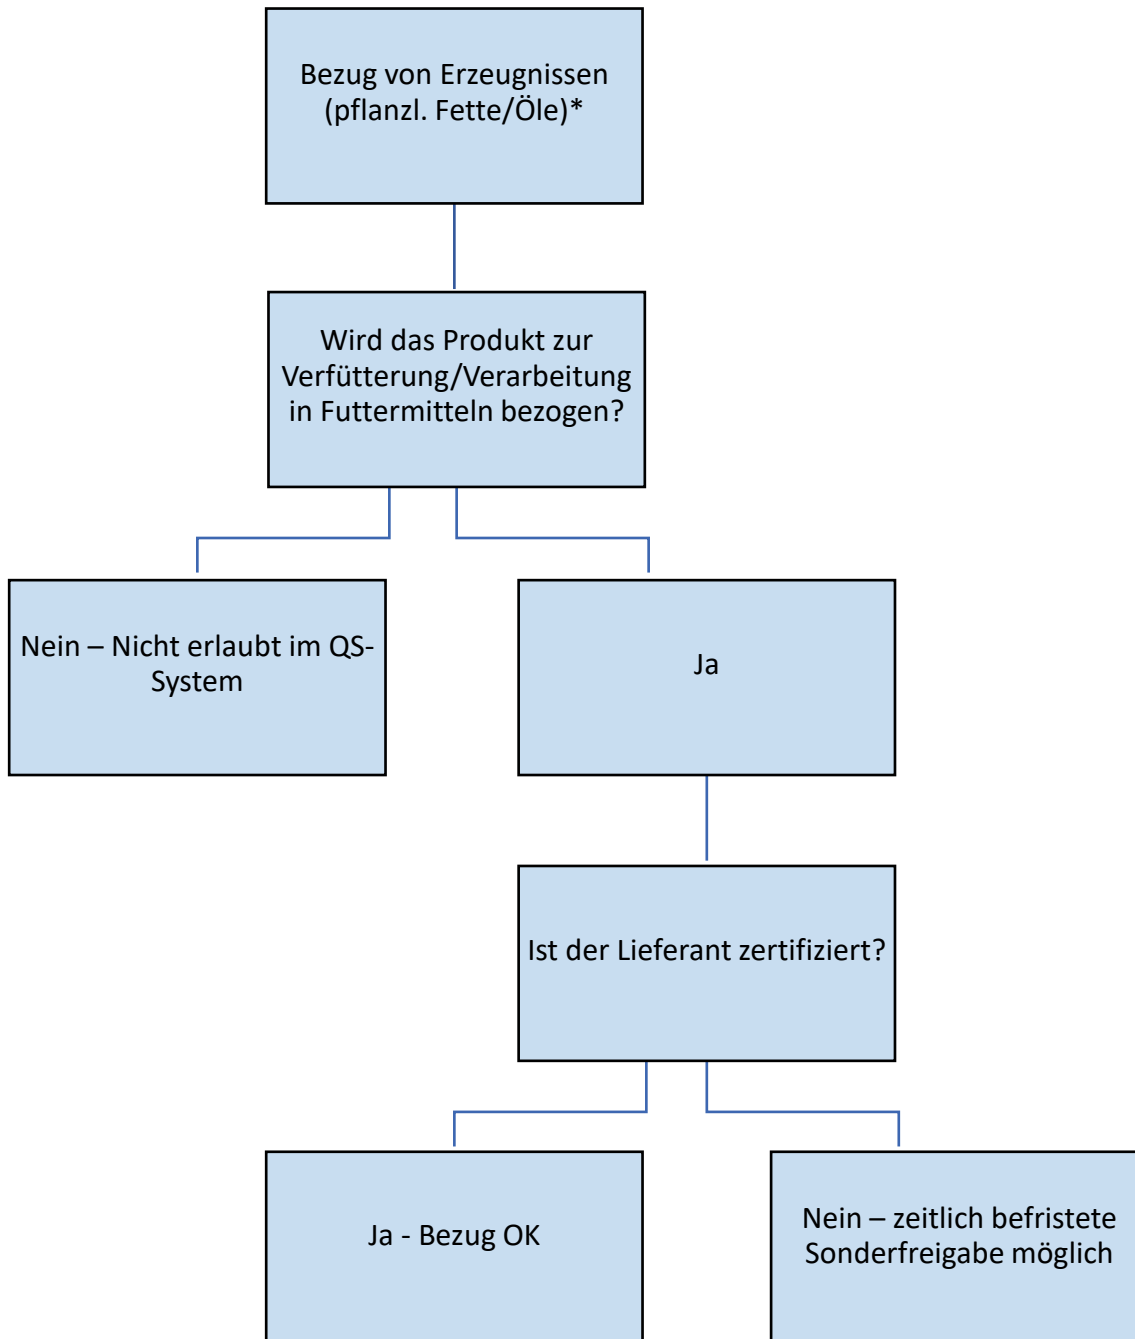 Bezug von Erzeugnissen
(pflanzl. Fette/Öle)*
Wird das Produkt zur
Verfütterung/Verarbeitung
in Futtermitteln bezogen?
Nein – Nicht erlaubt im QS-
System
Ja
Ist der Lieferant zertifiziert?
Ja - Bezug OK
Nein – zeitlich befristete
Sonderfreigabe möglich